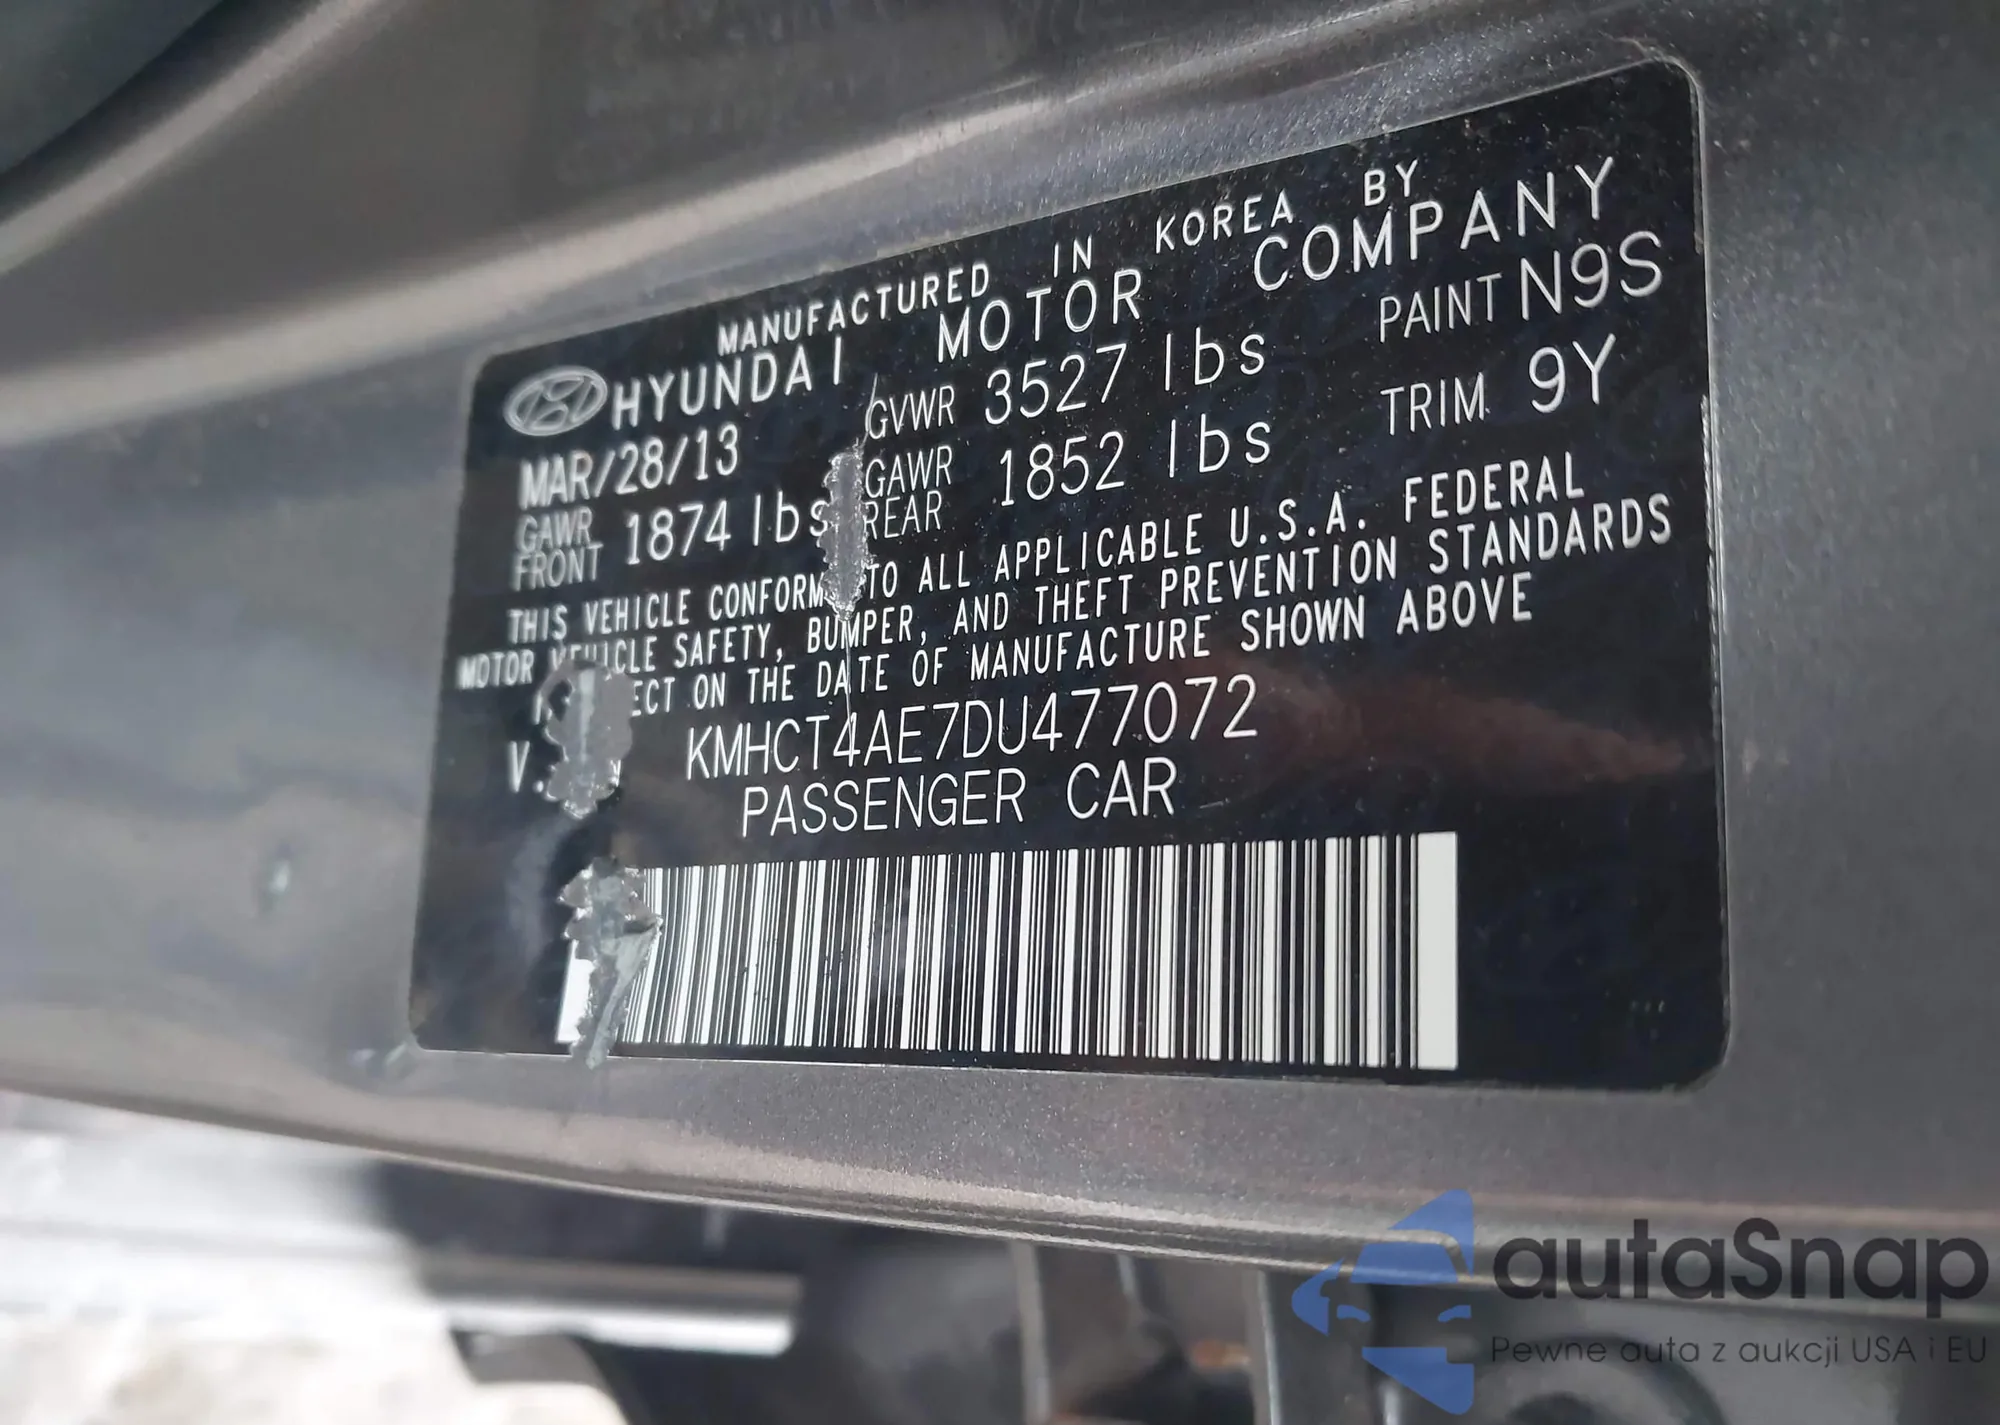 MANUFACTURED IN KOREA BY
HYUNDAI MOTOR COMPANY
MAR/28/13 GVWR 3527 lbs PAINT N9S
GAWR FRONT 1874 lbs GAWR REAR 1852 lbs TRIM 9Y
THIS VEHICLE CONFORM TO ALL APPLICABLE U.S.A. FEDERAL
MOTOR VEHICLE SAFETY, BUMPER, AND THEFT PREVENTION STANDARDS
ON THE DATE OF MANUFACTURE SHOWN ABOVE
KMHCT4AE7DU477072
PASSENGER CAR
autaSnap
Pewne auta z aukcji USA i EU